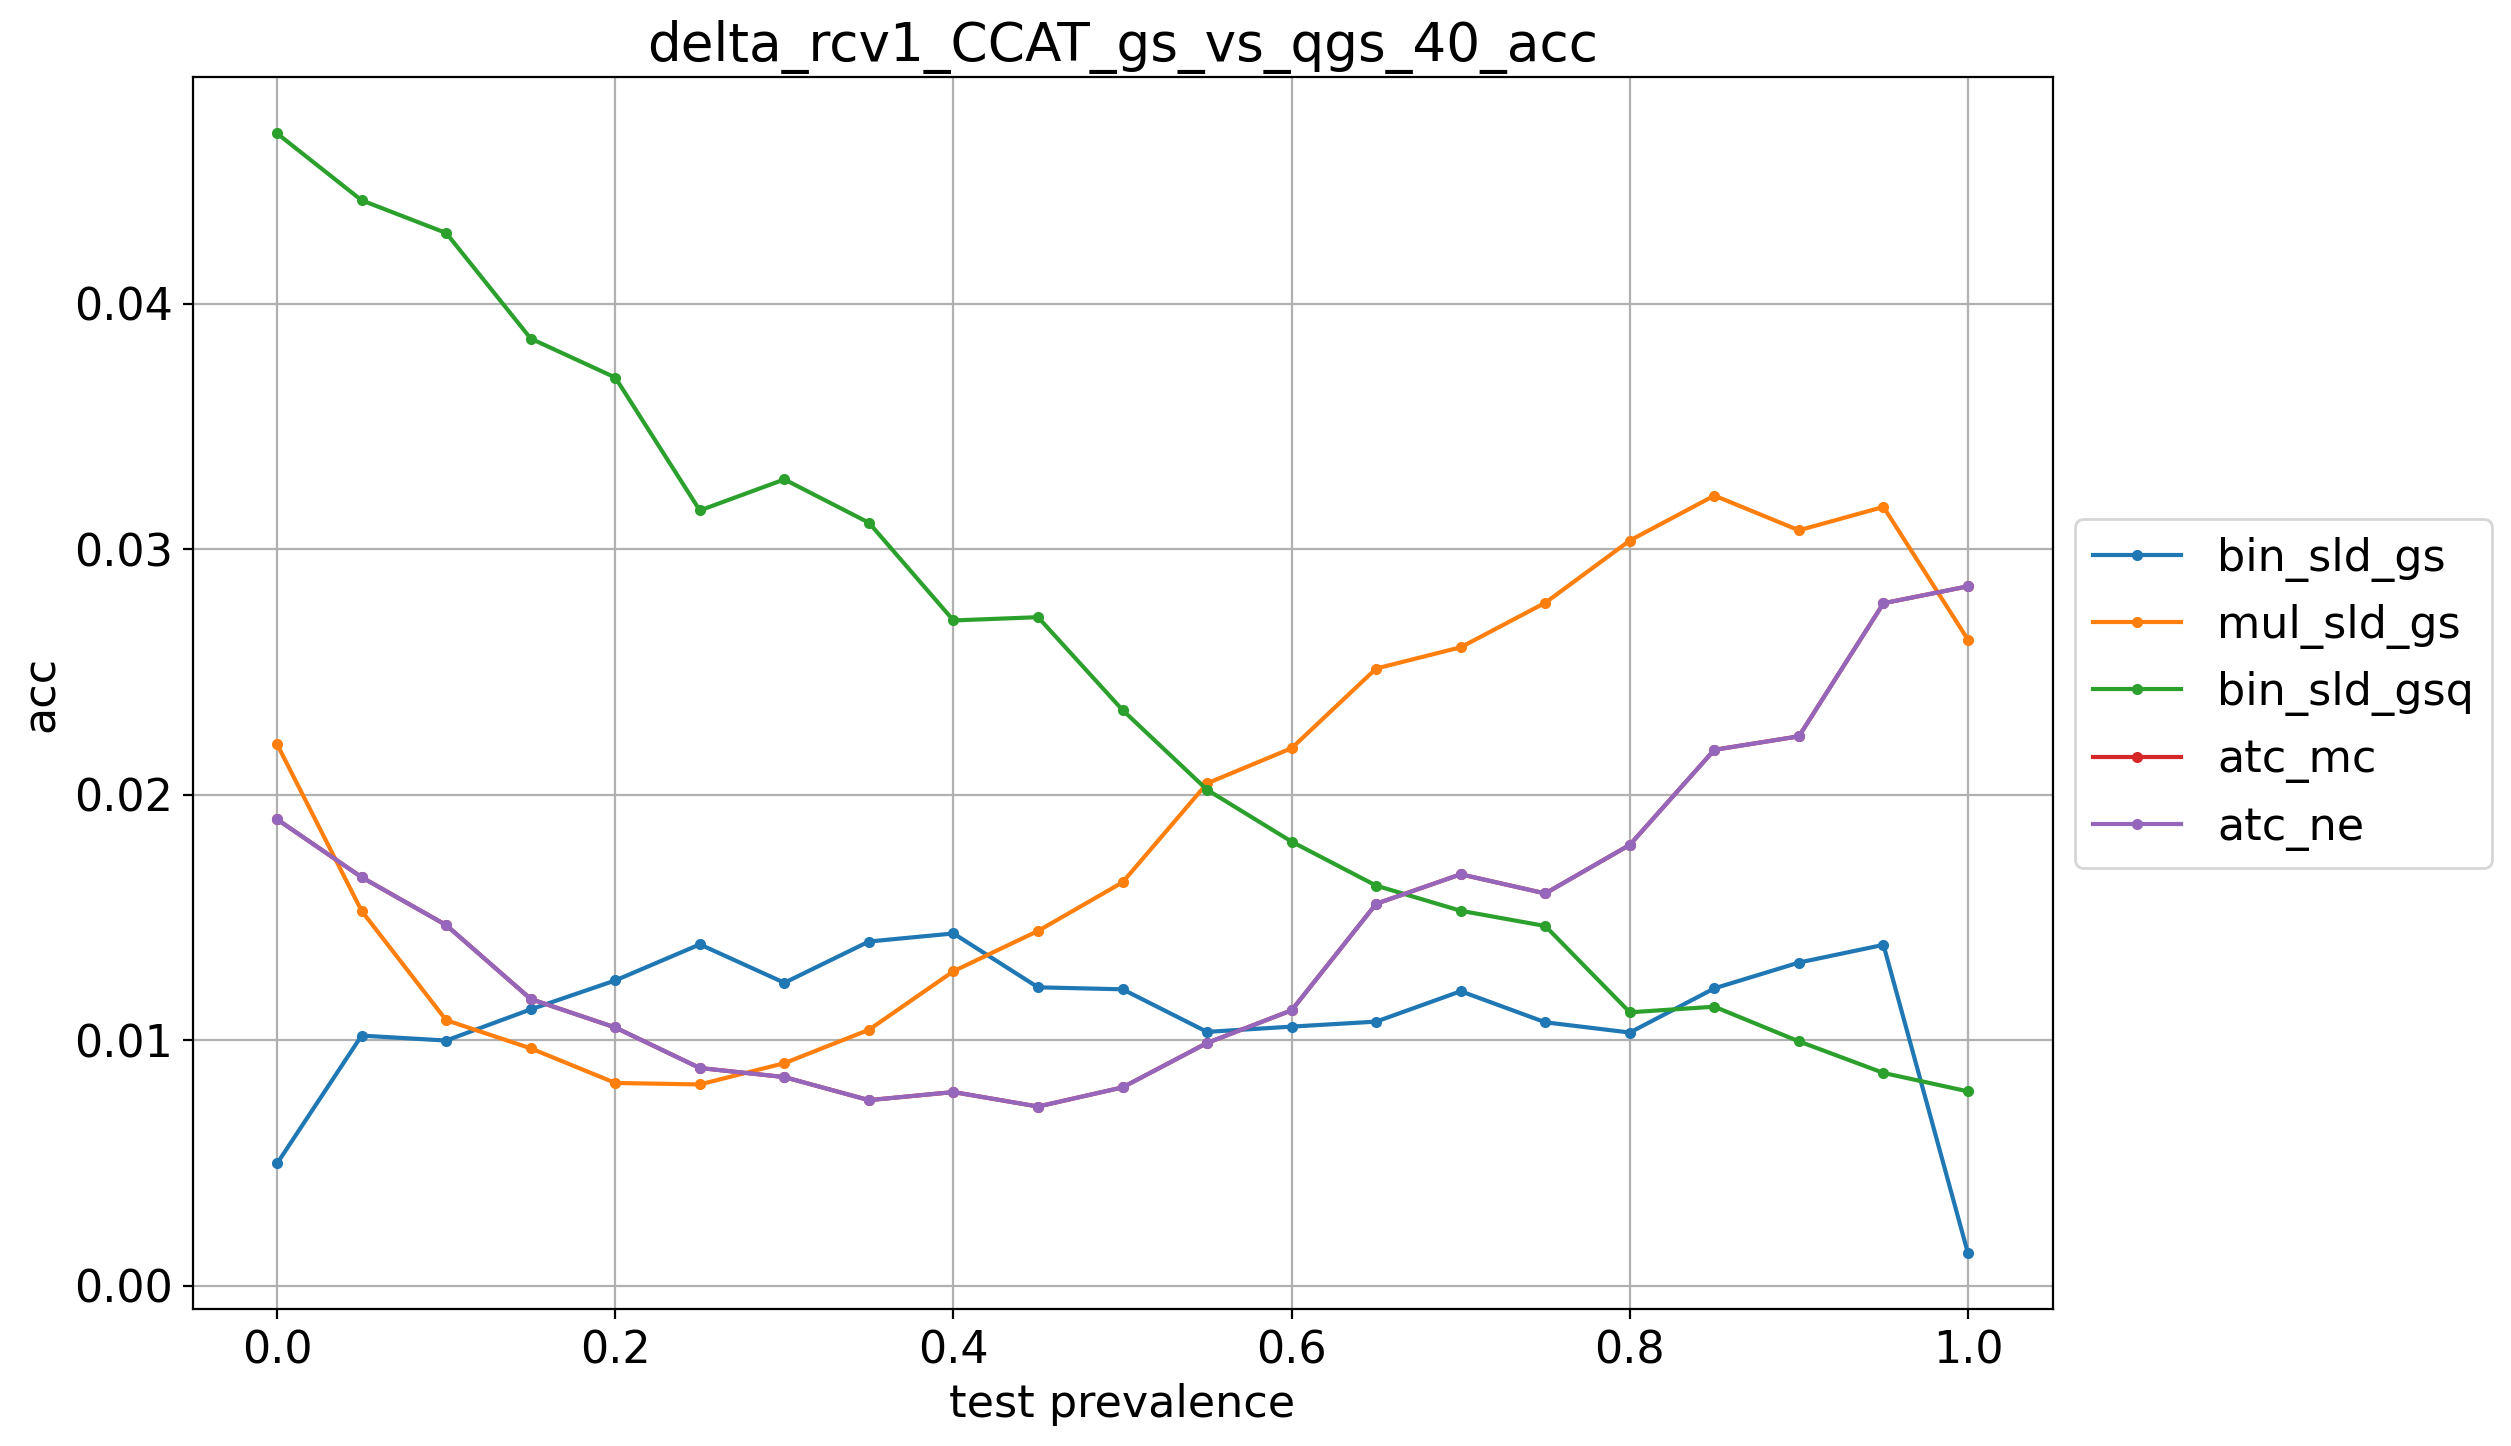 delta_rcv1_CCAT_gs_vs_qgs_40_acc
acc
0.04
0.03
0.02
0.01
0.00
0.0 0.2 0.4 0.6 0.8 1.0
test prevalence
bin_sld_gs
mul_sld_gs
bin_sld_gsq
atc_mc
atc_ne